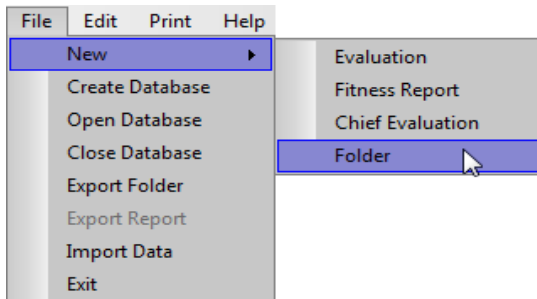 File Edit Print Help
New
Create Database
Open Database
Close Database
Export Folder
Export Report
Import Data
Exit
Evaluation
Fitness Report
Chief Evaluation
Folder